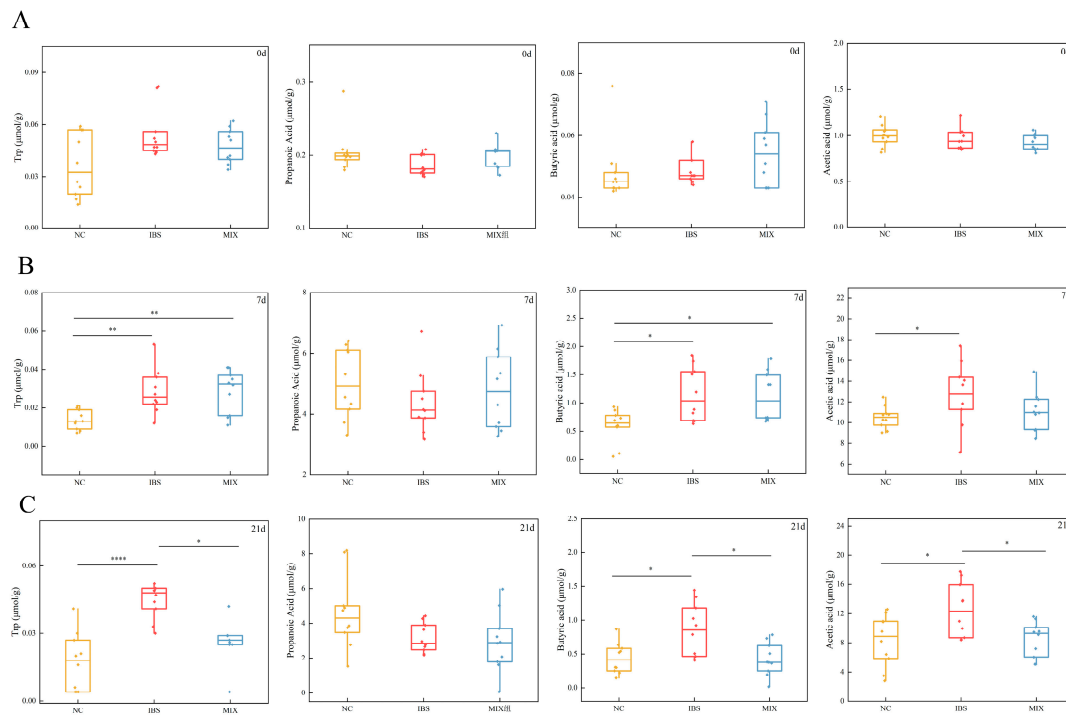 A
0d
0d
0d
0
Trp (μmol/g)
0.09
0.06
0.03
0.00
NC IBS MIX
Propanoic Acid (μmol/g)
0.3
0.2
0.1
NC IBS MIX组
Butyric acid (μmol/g)
0.08
0.06
0.04
NC IBS MIX
Acetic acid (μmol/g)
2.0
1.5
1.0
0.5
0.0
NC IBS MIX
B
7d
7d
7d
7
Trp (μmol/g)
0.08
0.06
0.04
0.02
0.00
**
**
NC IBS MIX
Propanoic Acic (μmol/g)
8
6
4
2
NC IBS MIX
Butyric acid (μmol/g)
3.0
2.5
2.0
1.5
1.0
0.5
0.0
*
*
NC IBS MIX
Acetic acid (μmol/g)
22
20
18
16
14
12
10
8
6
*
NC IBS MIX
C
21d
21d
21d
21
Trp (μmol/g)
0.06
0.03
0.00
****
*
NC IBS MIX
Propanoic Acid (μmol/g)
10
8
6
4
2
0
NC IBS MIX组
Butyric acid (μmol/g)
2.5
2.0
1.5
1.0
0.5
0.0
*
*
NC IBS MIX
Acetic acid (μmol/g)
24
20
16
12
8
4
0
*
*
NC IBS MIX